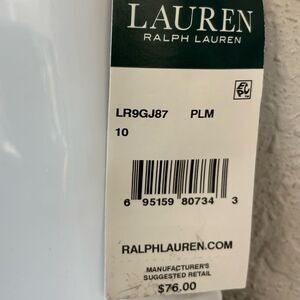 LAUREN
RALPH LAUREN
LR9GJ87 PLM
10
6 95159 80734 3
RALPHLAUREN.COM
MANUFACTURER'S
SUGGESTED RETAIL
$76.00